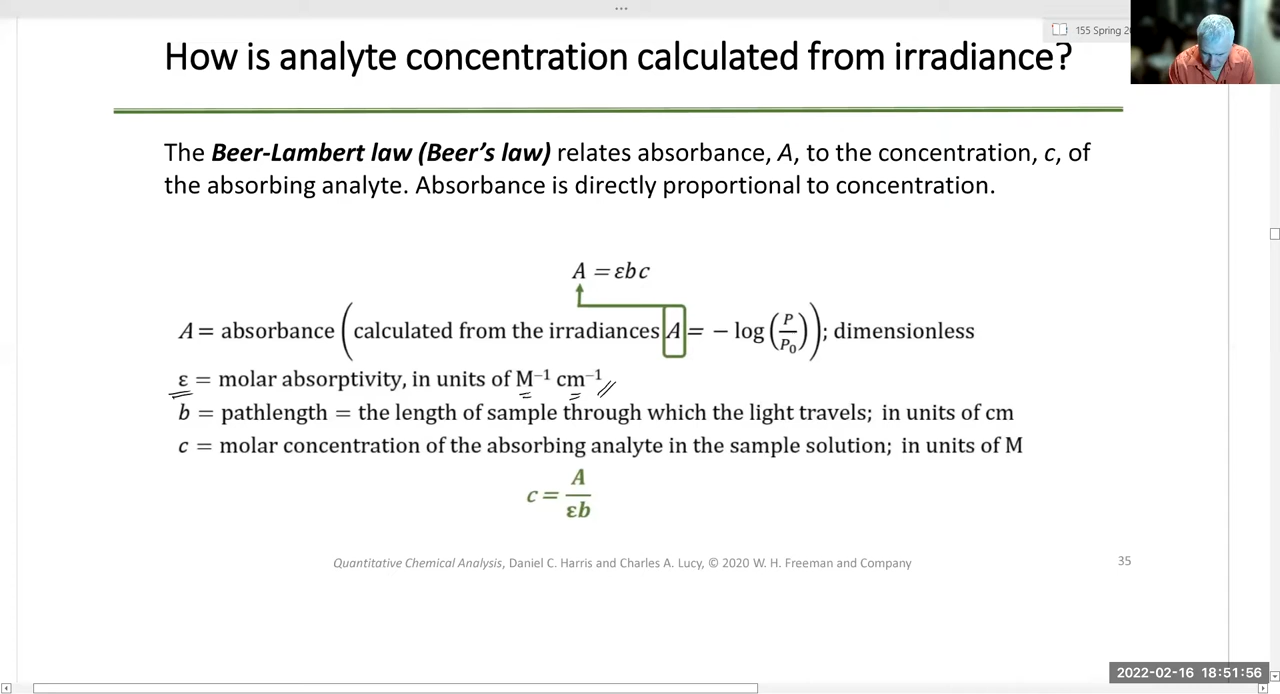 155 Spring 20
How is analyte concentration calculated from irradiance?
The Beer-Lambert law (Beer's law) relates absorbance, A, to the concentration, c, of
the absorbing analyte. Absorbance is directly proportional to concentration.
A = εbc
A = absorbance (calculated from the irradiances A = − log(P/P₀)); dimensionless
ε = molar absorptivity, in units of M⁻¹ cm⁻¹
b = pathlength = the length of sample through which the light travels; in units of cm
c = molar concentration of the absorbing analyte in the sample solution; in units of M
c = A/εb
Quantitative Chemical Analysis, Daniel C. Harris and Charles A. Lucy, © 2020 W. H. Freeman and Company
35
2022-02-16 18:51:56